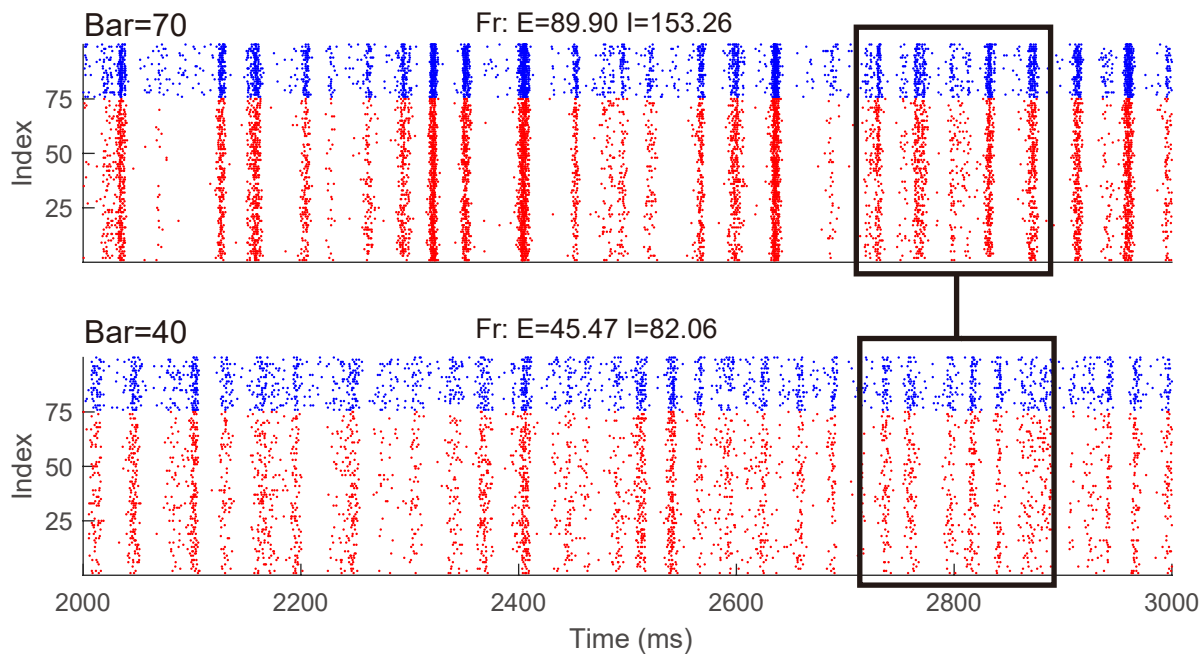 Bar=70 Fr: E=89.90 I=153.26
75
50
25
Index
Bar=40 Fr: E=45.47 I=82.06
75
50
25
Index
2000 2200 2400 2600 2800 3000
Time (ms)